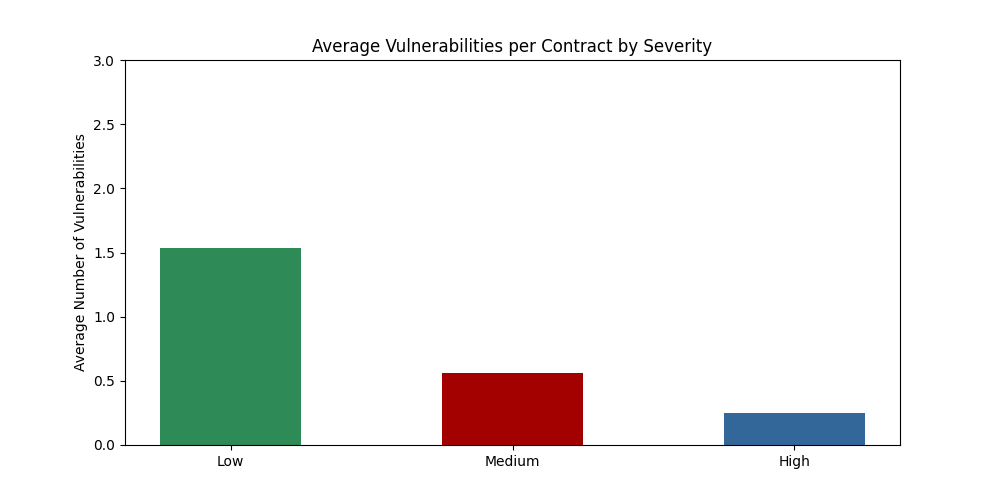 Average Vulnerabilities per Contract by Severity
3.0
2.5
2.0
1.5
1.0
0.5
0.0
Average Number of Vulnerabilities
Low
Medium
High